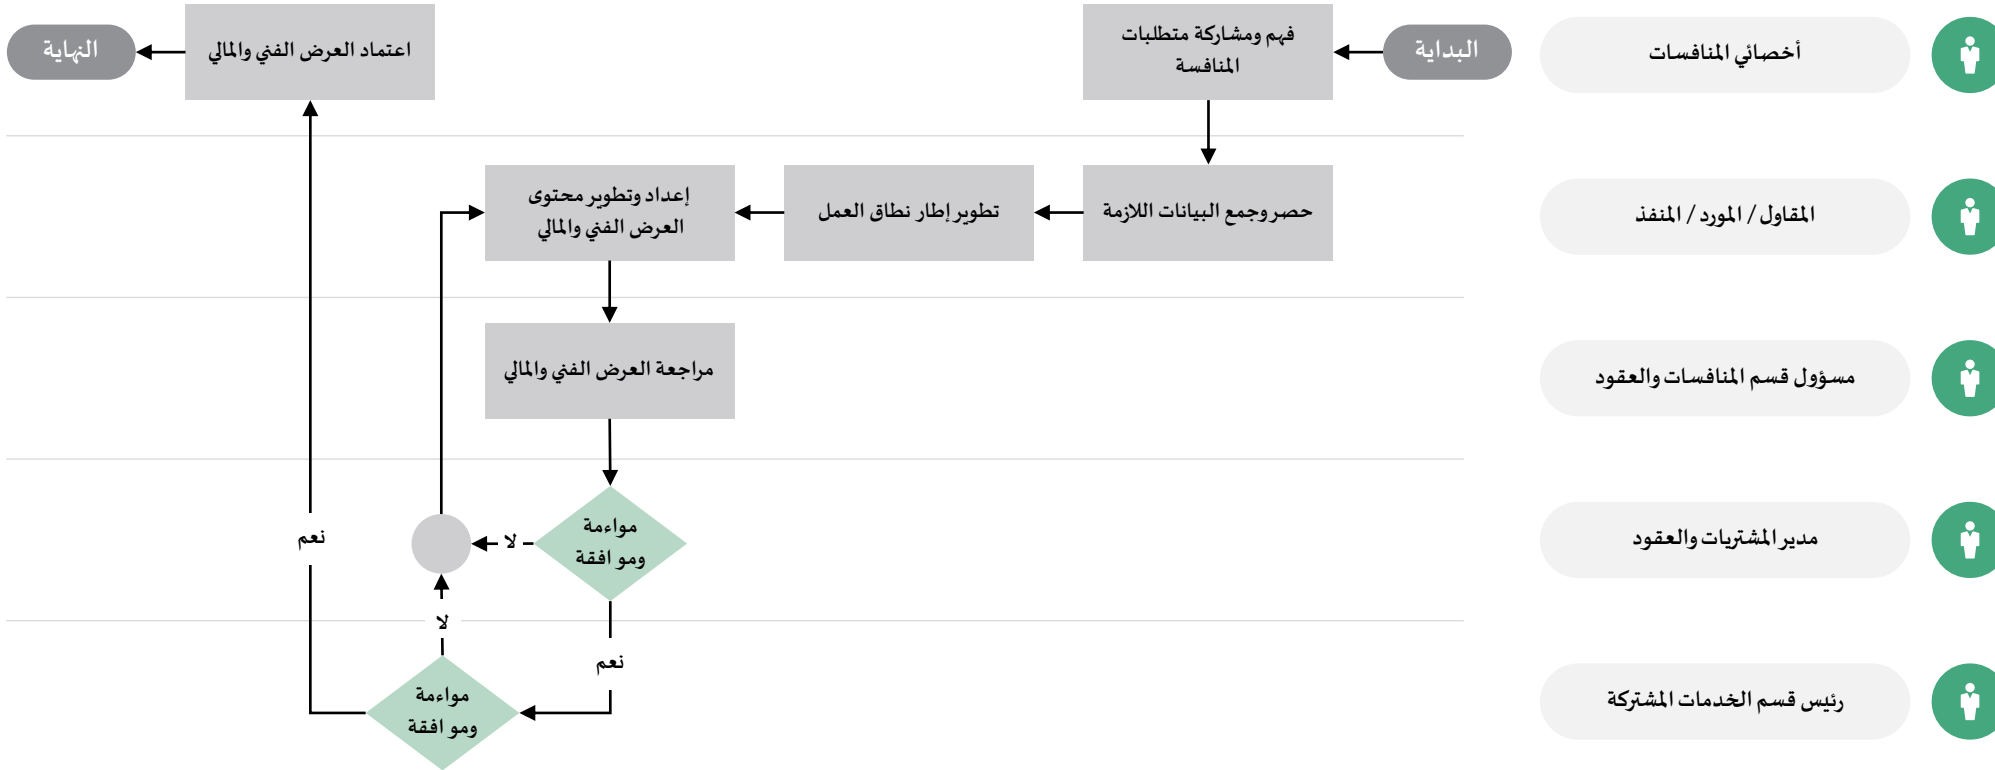 أخصائي المنافسات
البداية
فهم ومشاركة متطلبات
المنافسة
اعتماد العرض الفني والمالي
النهاية
المقاول / المورد / المنفذ
حصر وجمع البيانات اللازمة
تطوير إطار نطاق العمل
إعداد وتطوير محتوى
العرض الفني والمالي
مسؤول قسم المنافسات والعقود
مراجعة العرض الفني والمالي
مدير المشتريات والعقود
مواءمة
وموافقة
لا
نعم
رئيس قسم الخدمات المشتركة
نعم
لا
مواءمة
وموافقة